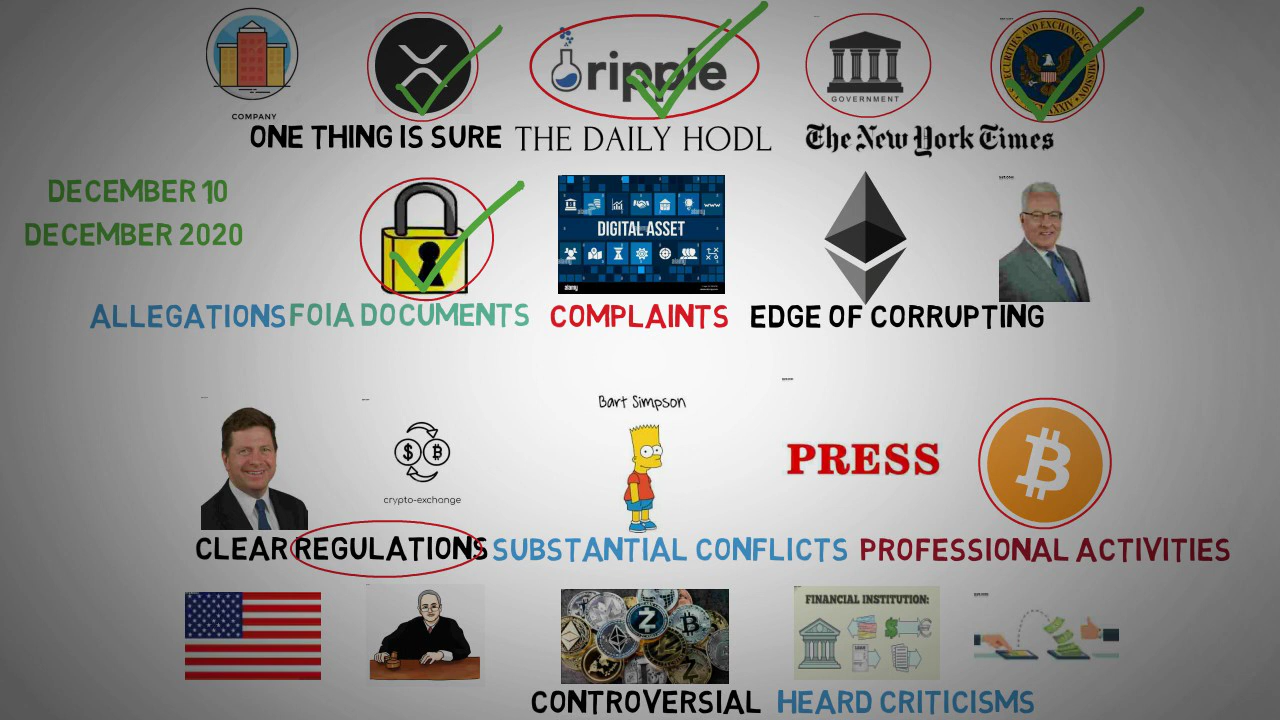 ripple
GOVERNMENT
COMPANY
ONE THING IS SURE
THE DAILY HODL
The New York Times
DECEMBER 10
DECEMBER 2020
www
DIGITAL ASSET
alamy
ALLEGATIONS
FOIA DOCUMENTS
COMPLAINTS
EDGE OF CORRUPTING
Bart Simpson
PRESS
crypto-exchange
CLEAR REGULATIONS
SUBSTANTIAL CONFLICTS
PROFESSIONAL ACTIVITIES
FINANCIAL INSTITUTION:
CONTROVERSIAL
HEARD CRITICISMS